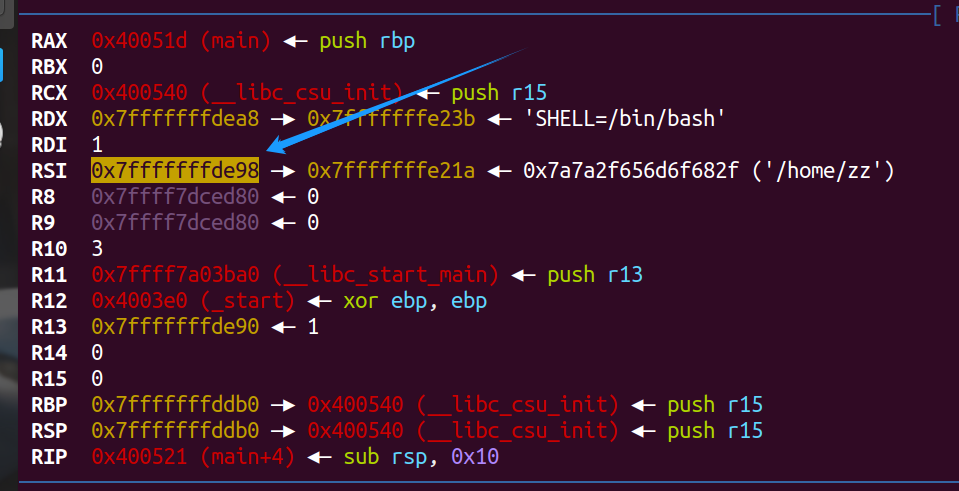 [
RAX 0x40051d (main) ◂— push rbp
RBX 0
RCX 0x400540 (__libc_csu_init) ◂— push r15
RDX 0x7fffffffdea8 —▸ 0x7fffffffe23b ◂— 'SHELL=/bin/bash'
RDI 1
RSI 0x7fffffffde98 —▸ 0x7fffffffe21a ◂— 0x7a7a2f656d6f682f ('/home/zz')
R8 0x7ffff7dced80 ◂— 0
R9 0x7ffff7dced80 ◂— 0
R10 3
R11 0x7ffff7a03ba0 (__libc_start_main) ◂— push r13
R12 0x4003e0 (_start) ◂— xor ebp, ebp
R13 0x7fffffffde90 ◂— 1
R14 0
R15 0
RBP 0x7fffffffddb0 —▸ 0x400540 (__libc_csu_init) ◂— push r15
RSP 0x7fffffffddb0 —▸ 0x400540 (__libc_csu_init) ◂— push r15
RIP 0x400521 (main+4) ◂— sub rsp, 0x10